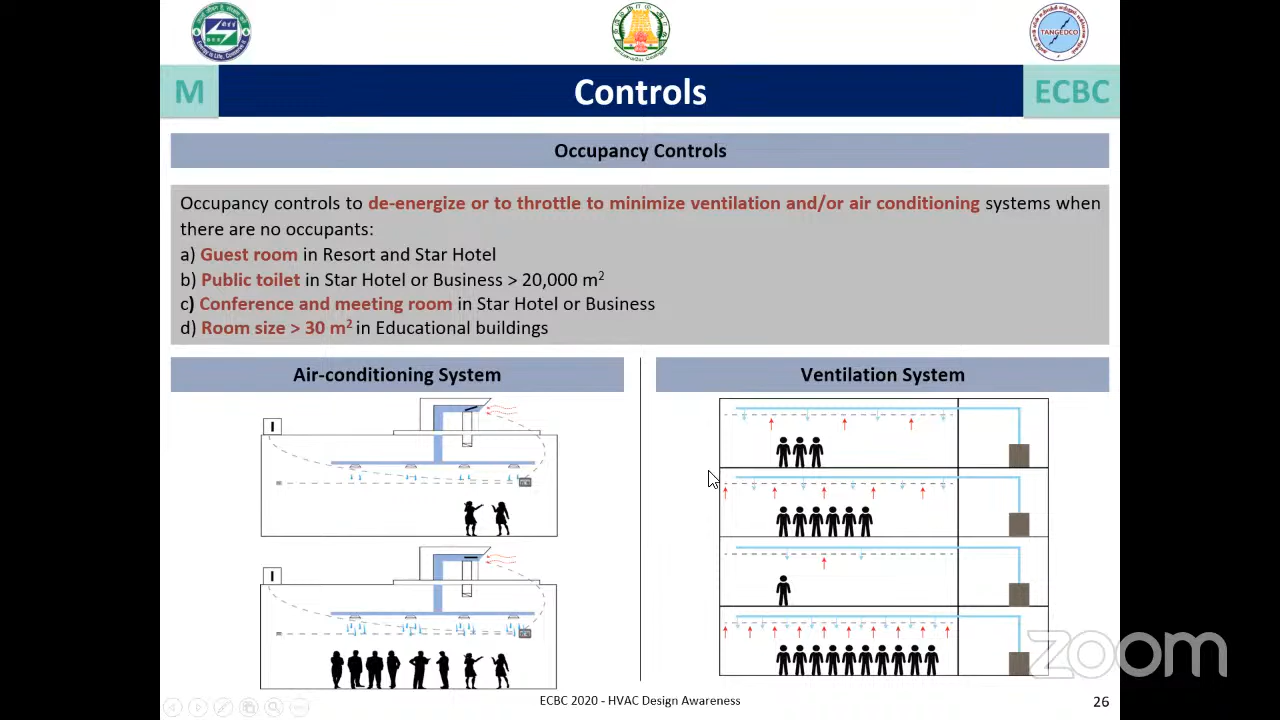 TANGEDCO
M
Controls
ECBC
Occupancy Controls
Occupancy controls to de-energize or to throttle to minimize ventilation and/or air conditioning systems when
there are no occupants:
a) Guest room in Resort and Star Hotel
b) Public toilet in Star Hotel or Business > 20,000 m²
c) Conference and meeting room in Star Hotel or Business
d) Room size > 30 m² in Educational buildings
Air-conditioning System
Ventilation System
I
I
zoom
ECBC 2020 - HVAC Design Awareness
26